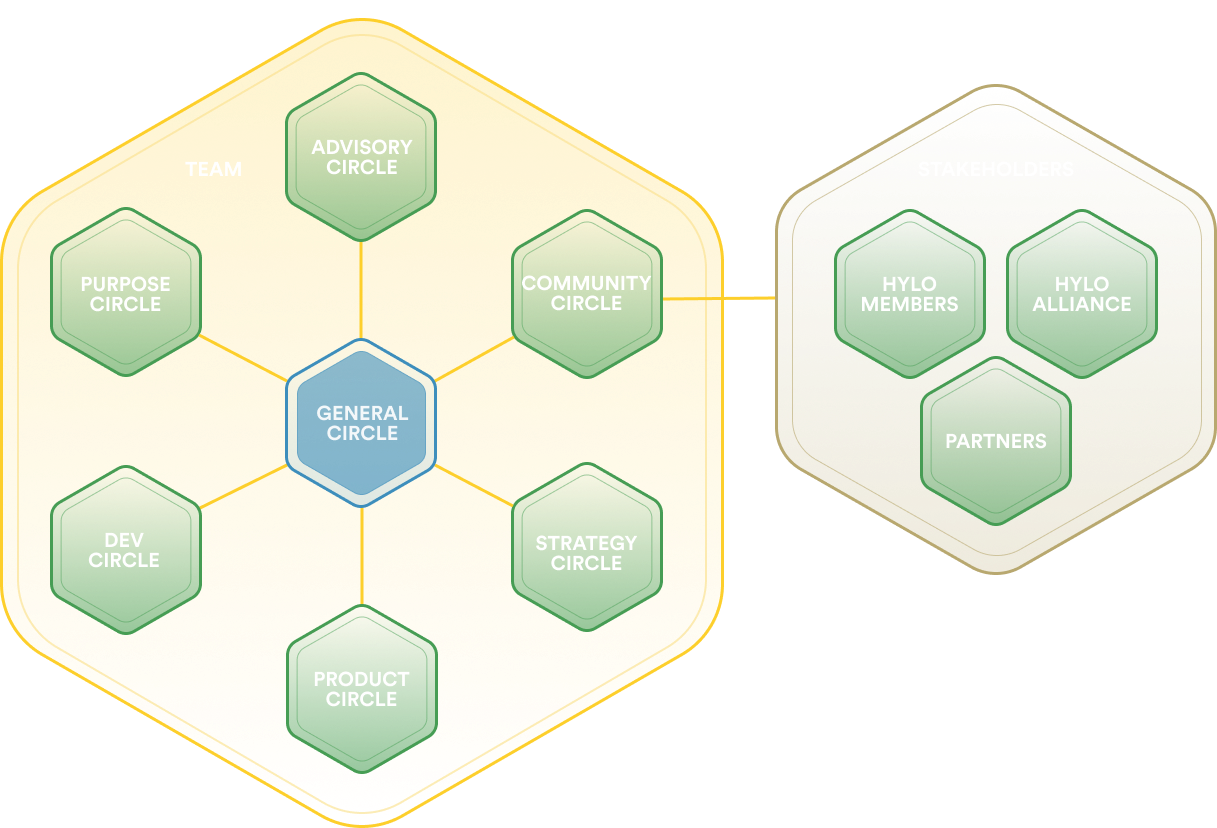 TEAM
STAKEHOLDERS
ADVISORY
CIRCLE
PURPOSE
CIRCLE
COMMUNITY
CIRCLE
HYLO
MEMBERS
HYLO
ALLIANCE
GENERAL
CIRCLE
PARTNERS
DEV
CIRCLE
STRATEGY
CIRCLE
PRODUCT
CIRCLE